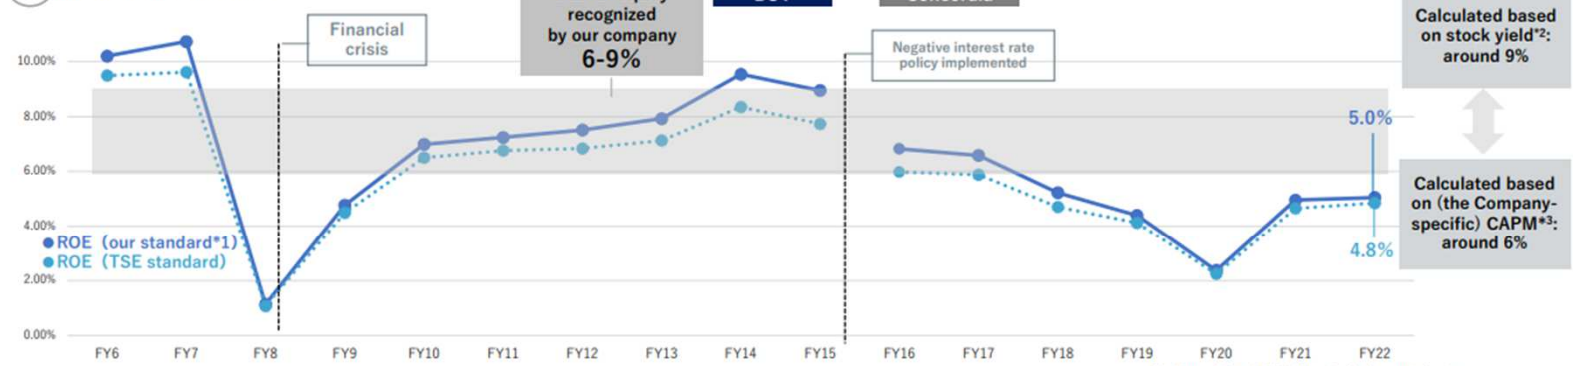 recognized
by our company
6-9%
Financial
crisis
Negative interest rate
policy implemented
Calculated based
on stock yield*2:
around 9%
Calculated based
on (the Company-
specific) CAPM*3:
around 6%
10.00%
8.00%
6.00%
4.00%
2.00%
0.00%
ROE (our standard*1)
ROE (TSE standard)
5.0%
4.8%
FY6 FY7 FY8 FY9 FY10 FY11 FY12 FY13 FY14 FY15 FY16 FY17 FY18 FY19 FY20 FY21 FY22